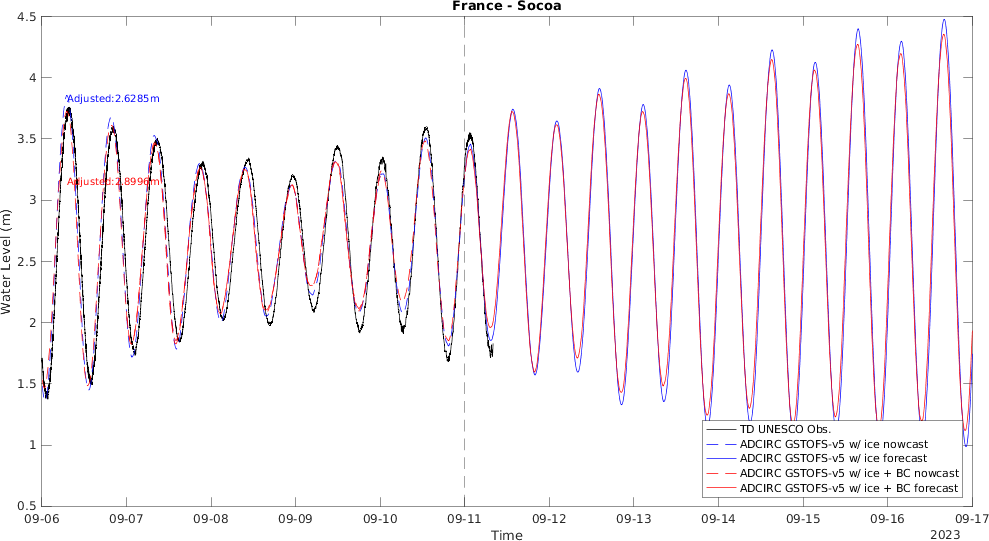 France - Socoa
Water Level (m)
4.5
4
3.5
3
2.5
2
1.5
1
0.5
Adjusted:2.6285m
Adjusted:2.8996m
TD UNESCO Obs.
ADCIRC GSTOFS-v5 w/ ice nowcast
ADCIRC GSTOFS-v5 w/ ice forecast
ADCIRC GSTOFS-v5 w/ ice + BC nowcast
ADCIRC GSTOFS-v5 w/ ice + BC forecast
09-06 09-07 09-08 09-09 09-10 09-11 09-12 09-13 09-14 09-15 09-16 09-17
Time
2023